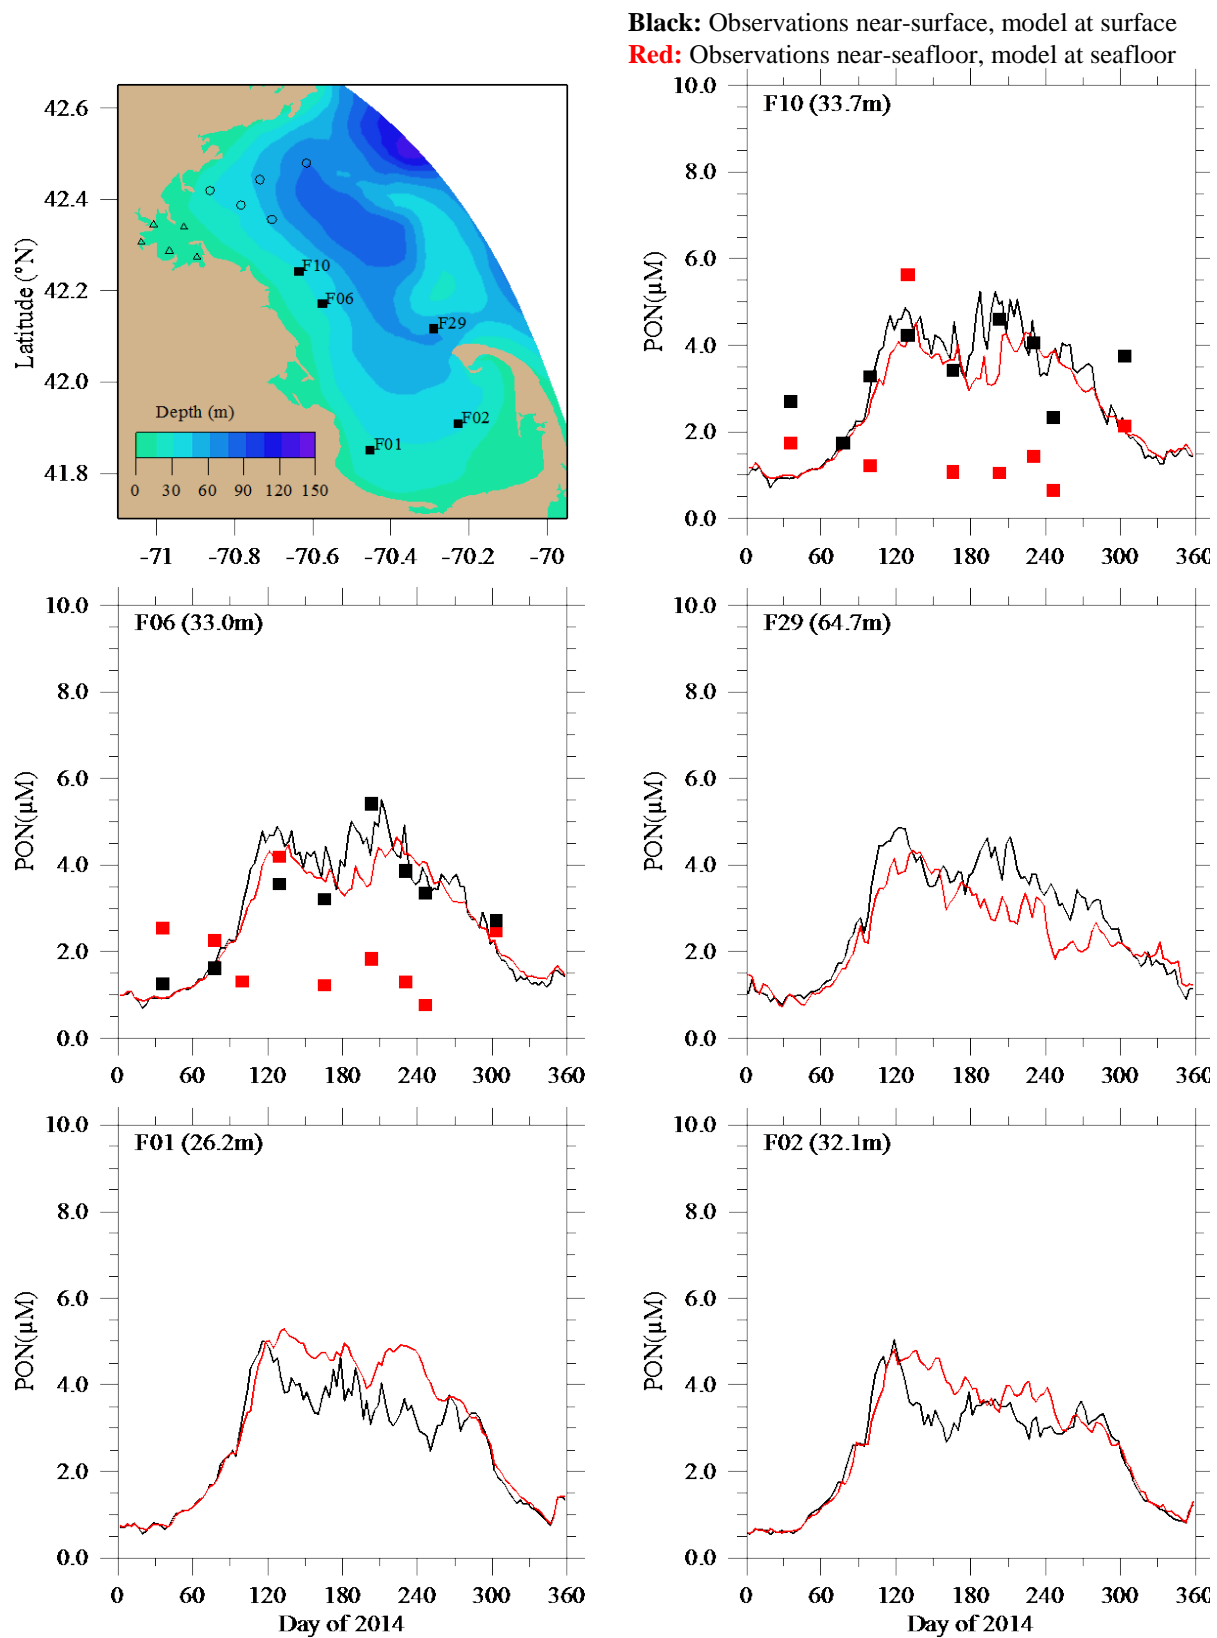 Black: Observations near-surface, model at surface
Red: Observations near-seafloor, model at seafloor
42.6
42.4
42.2
42.0
41.8
Latitude (°N)
F10
F06
F29
F02
F01
Depth (m)
0 30 60 90 120 150
-71 -70.8 -70.6 -70.4 -70.2 -70
F10 (33.7m)
10.0
8.0
6.0
4.0
2.0
0.0
PON(μM)
0 60 120 180 240 300 360
F06 (33.0m)
10.0
8.0
6.0
4.0
2.0
0.0
PON(μM)
0 60 120 180 240 300 360
F29 (64.7m)
10.0
8.0
6.0
4.0
2.0
0.0
PON(μM)
0 60 120 180 240 300 360
F01 (26.2m)
10.0
8.0
6.0
4.0
2.0
0.0
PON(μM)
0 60 120 180 240 300 360
Day of 2014
F02 (32.1m)
10.0
8.0
6.0
4.0
2.0
0.0
PON(μM)
0 60 120 180 240 300 360
Day of 2014